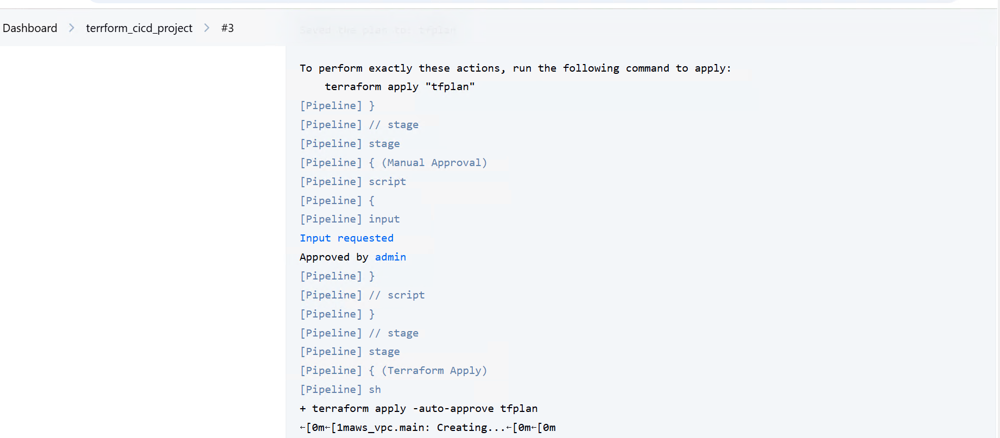 Dashboard > terrform_cicd_project > #3
Saved the plan to: tfplan
To perform exactly these actions, run the following command to apply:
    terraform apply "tfplan"
[Pipeline] }
[Pipeline] // stage
[Pipeline] stage
[Pipeline] { (Manual Approval)
[Pipeline] script
[Pipeline] {
[Pipeline] input
Input requested
Approved by admin
[Pipeline] }
[Pipeline] // script
[Pipeline] }
[Pipeline] // stage
[Pipeline] stage
[Pipeline] { (Terraform Apply)
[Pipeline] sh
+ terraform apply -auto-approve tfplan
←[0m←[1maws_vpc.main: Creating...←[0m←[0m